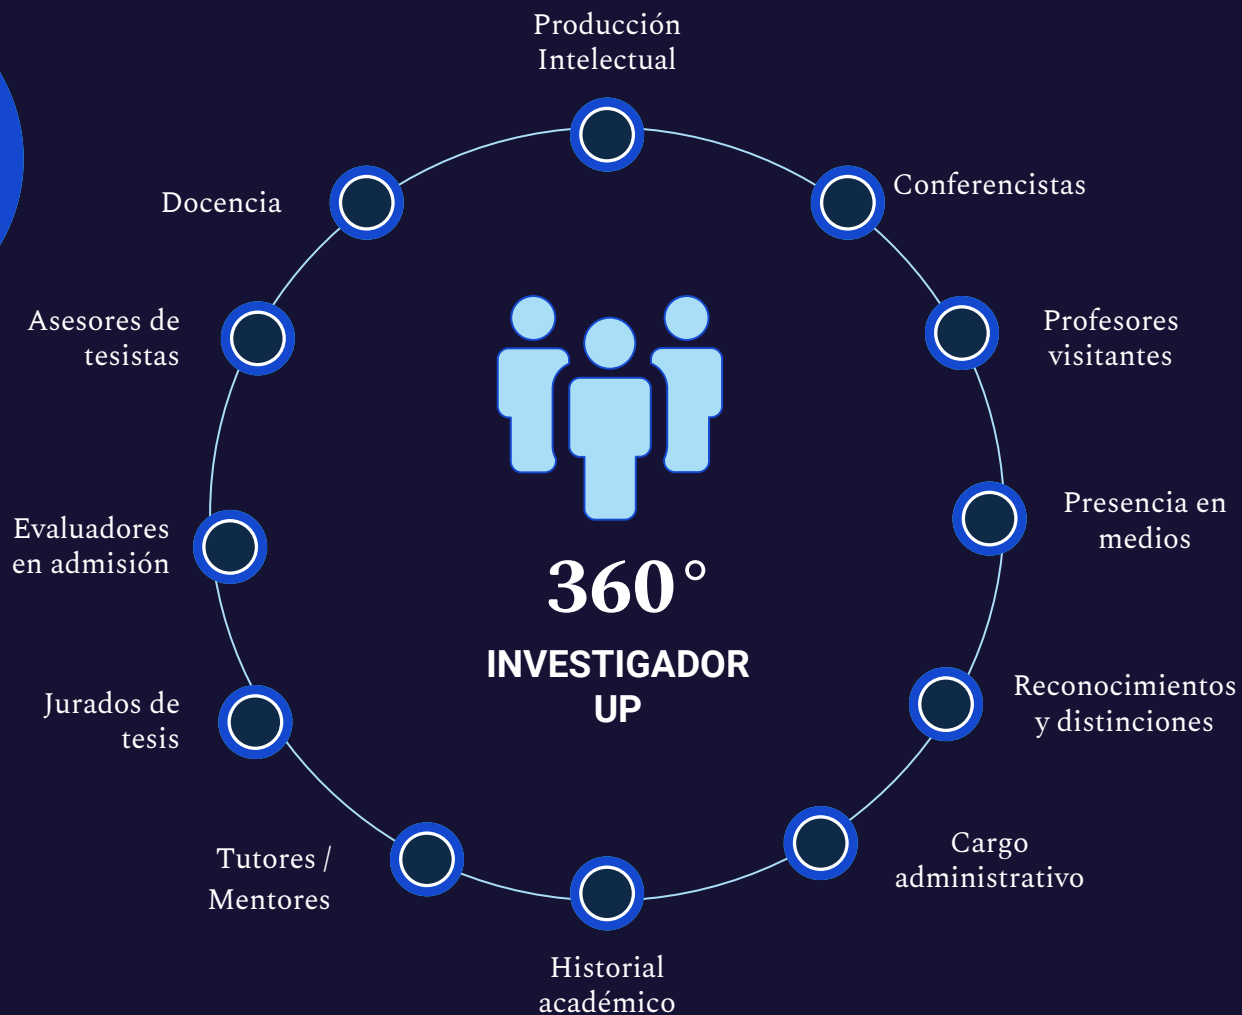 Producción
Intelectual
Conferencistas
Docencia
Profesores
visitantes
Asesores de
tesistas
Presencia en
medios
Evaluadores
en admisión
360°
INVESTIGADOR
UP
Reconocimientos
y distinciones
Jurados de
tesis
Cargo
administrativo
Tutores /
Mentores
Historial
académico